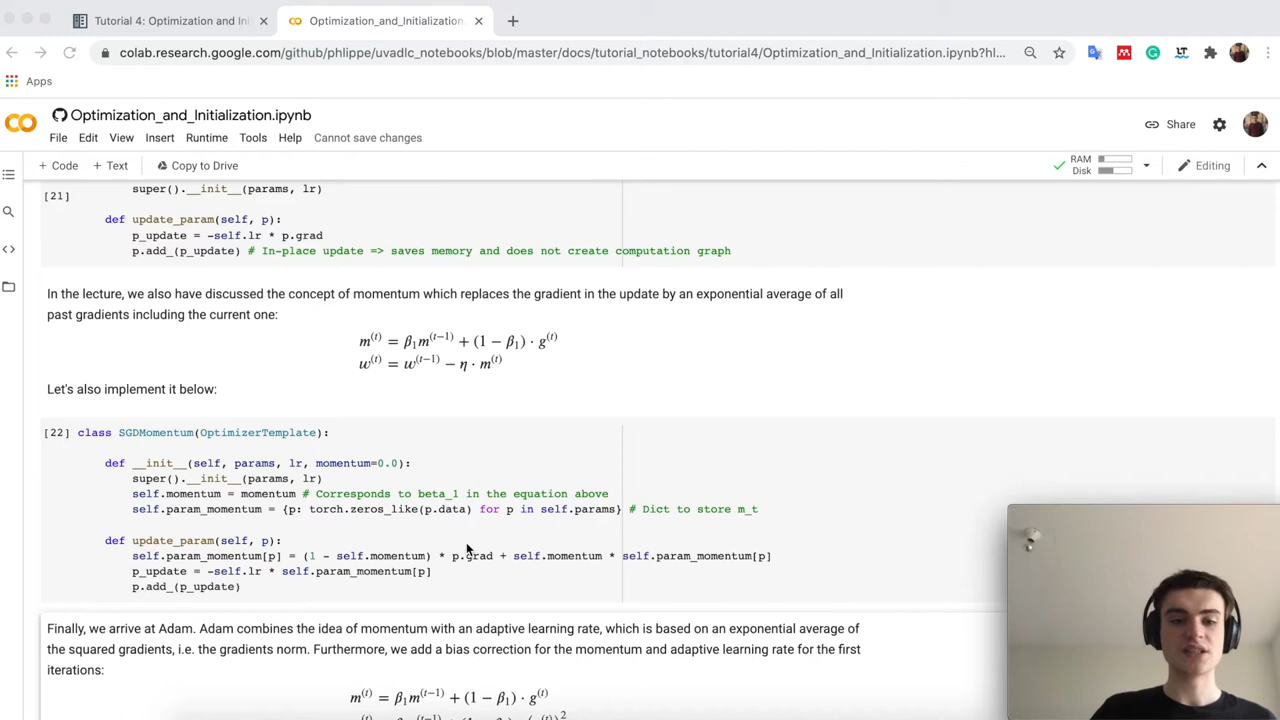 Tutorial 4: Optimization and Ini
Optimization_and_Initialization.
colab.research.google.com/github/phlippe/uvadlc_notebooks/blob/master/docs/tutorial_notebooks/tutorial4/Optimization_and_Initialization.ipynb?hl...
Apps
Optimization_and_Initialization.ipynb
Share
File Edit View Insert Runtime Tools Help Cannot save changes
+ Code + Text Copy to Drive
RAM
Disk
Editing
super().__init__(params, lr)
[21]
def update_param(self, p):
p_update = -self.lr * p.grad
p.add_(p_update) # In-place update => saves memory and does not create computation graph
In the lecture, we also have discussed the concept of momentum which replaces the gradient in the update by an exponential average of all
past gradients including the current one:
m^(t) = β₁m^(t−1) + (1 − β₁) · g^(t)
w^(t) = w^(t−1) − η · m^(t)
Let's also implement it below:
[22] class SGDMomentum(OptimizerTemplate):
def __init__(self, params, lr, momentum=0.0):
super().__init__(params, lr)
self.momentum = momentum # Corresponds to beta_1 in the equation above
self.param_momentum = {p: torch.zeros_like(p.data) for p in self.params} # Dict to store m_t
def update_param(self, p):
self.param_momentum[p] = (1 - self.momentum) * p.grad + self.momentum * self.param_momentum[p]
p_update = -self.lr * self.param_momentum[p]
p.add_(p_update)
Finally, we arrive at Adam. Adam combines the idea of momentum with an adaptive learning rate, which is based on an exponential average of
the squared gradients, i.e. the gradients norm. Furthermore, we add a bias correction for the momentum and adaptive learning rate for the first
iterations:
m^(t) = β₁m^(t−1) + (1 − β₁) · g^(t)